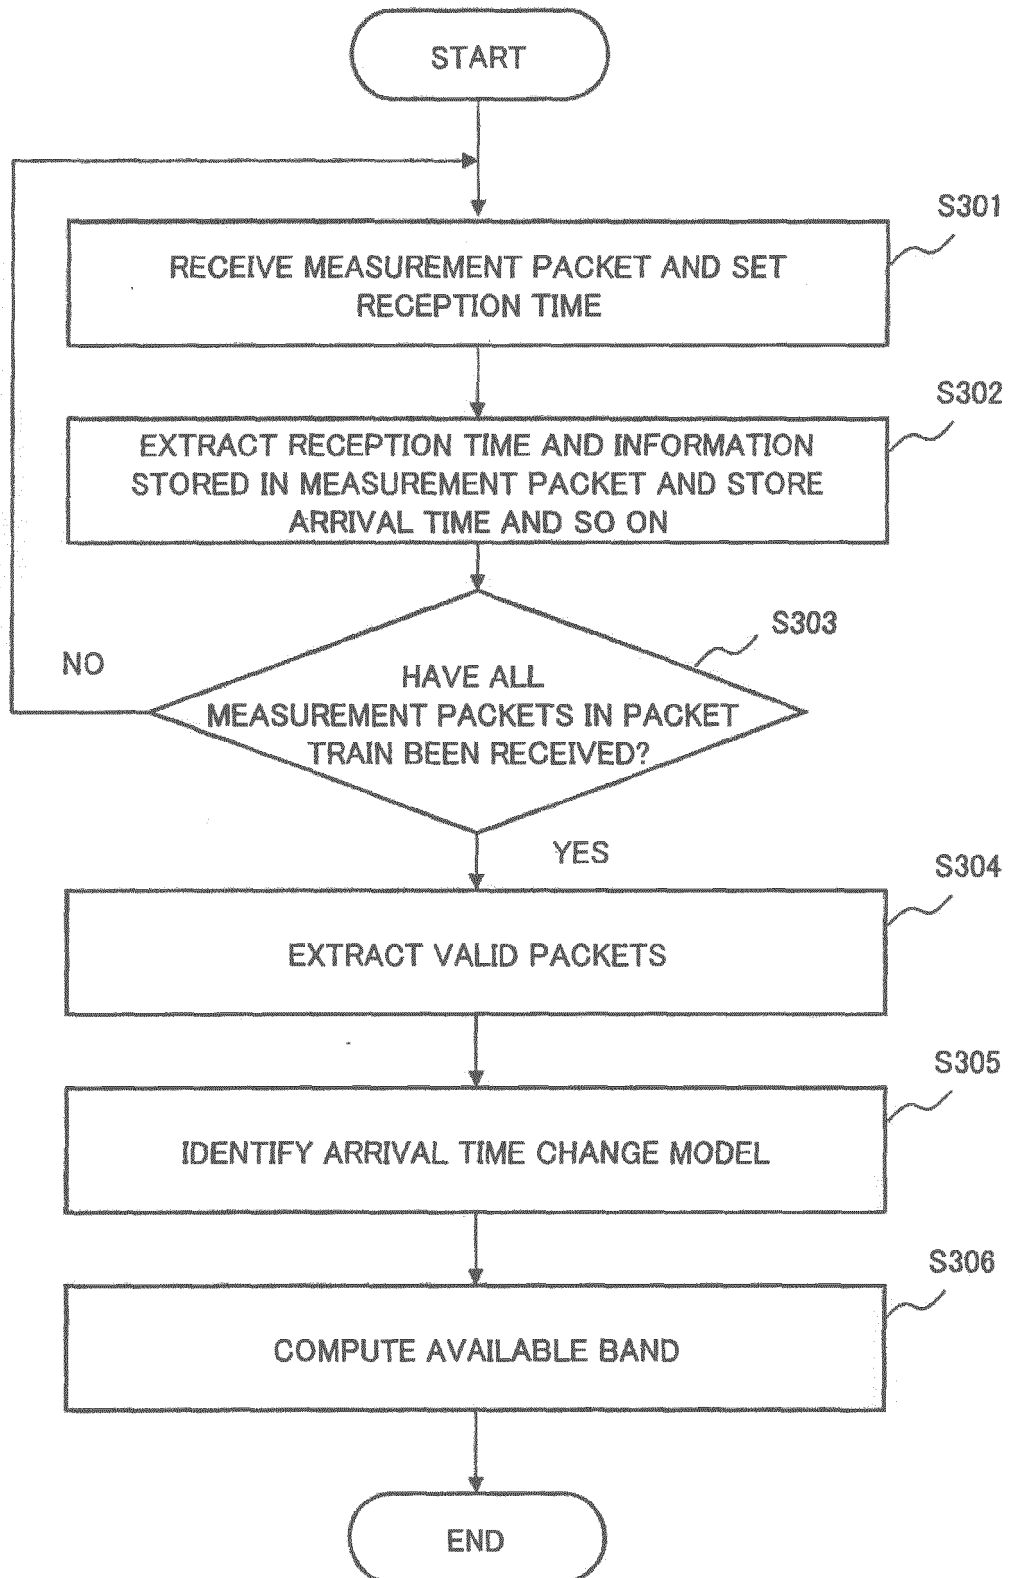 START
S301
RECEIVE MEASUREMENT PACKET AND SET
RECEPTION TIME
S302
EXTRACT RECEPTION TIME AND INFORMATION
STORED IN MEASUREMENT PACKET AND STORE
ARRIVAL TIME AND SO ON
S303
NO
HAVE ALL
MEASUREMENT PACKETS IN PACKET
TRAIN BEEN RECEIVED?
YES
S304
EXTRACT VALID PACKETS
S305
IDENTIFY ARRIVAL TIME CHANGE MODEL
S306
COMPUTE AVAILABLE BAND
END